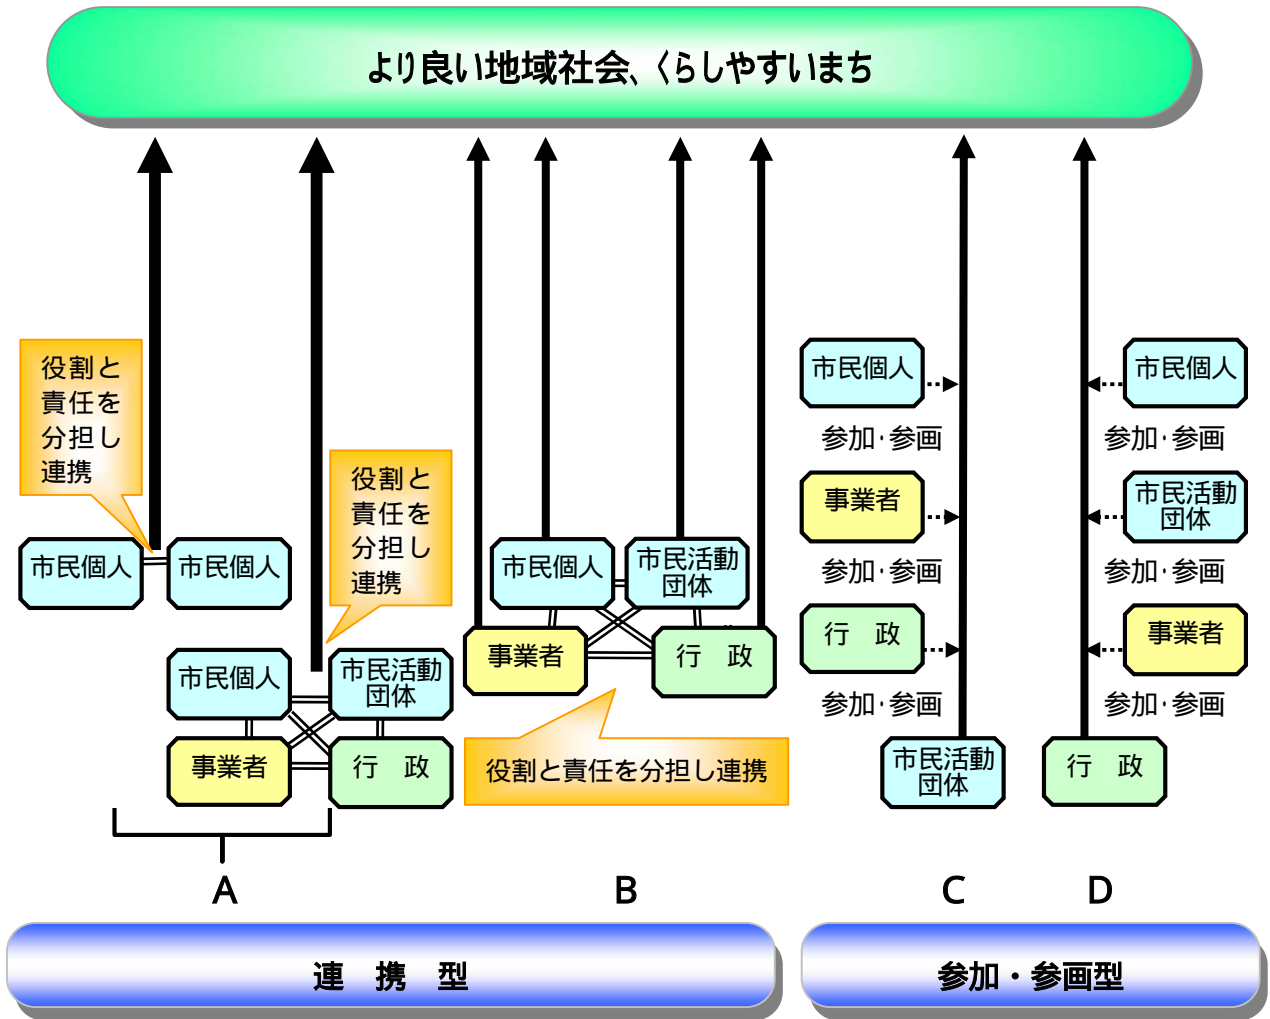 より良い地域社会、くらしやすいまち
役割と
責任を
分担し
連携
市民個人
市民個人
役割と
責任を
分担し
連携
市民個人
市民活動
団体
事業者
行　政
市民個人
市民活動
団体
事業者
行　政
役割と責任を分担し連携
市民個人
参加・参画
事業者
参加・参画
行　政
参加・参画
市民活動
団体
市民個人
参加・参画
市民活動
団体
参加・参画
事業者
参加・参画
行　政
A
B
C
D
連　携　型
参加・参画型